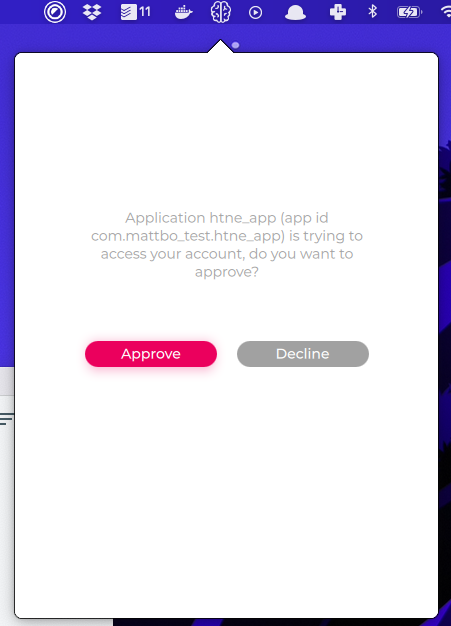 11
Application htne_app (app id
com.mattbo_test.htne_app) is trying to
access your account, do you want to
approve?
Approve
Decline